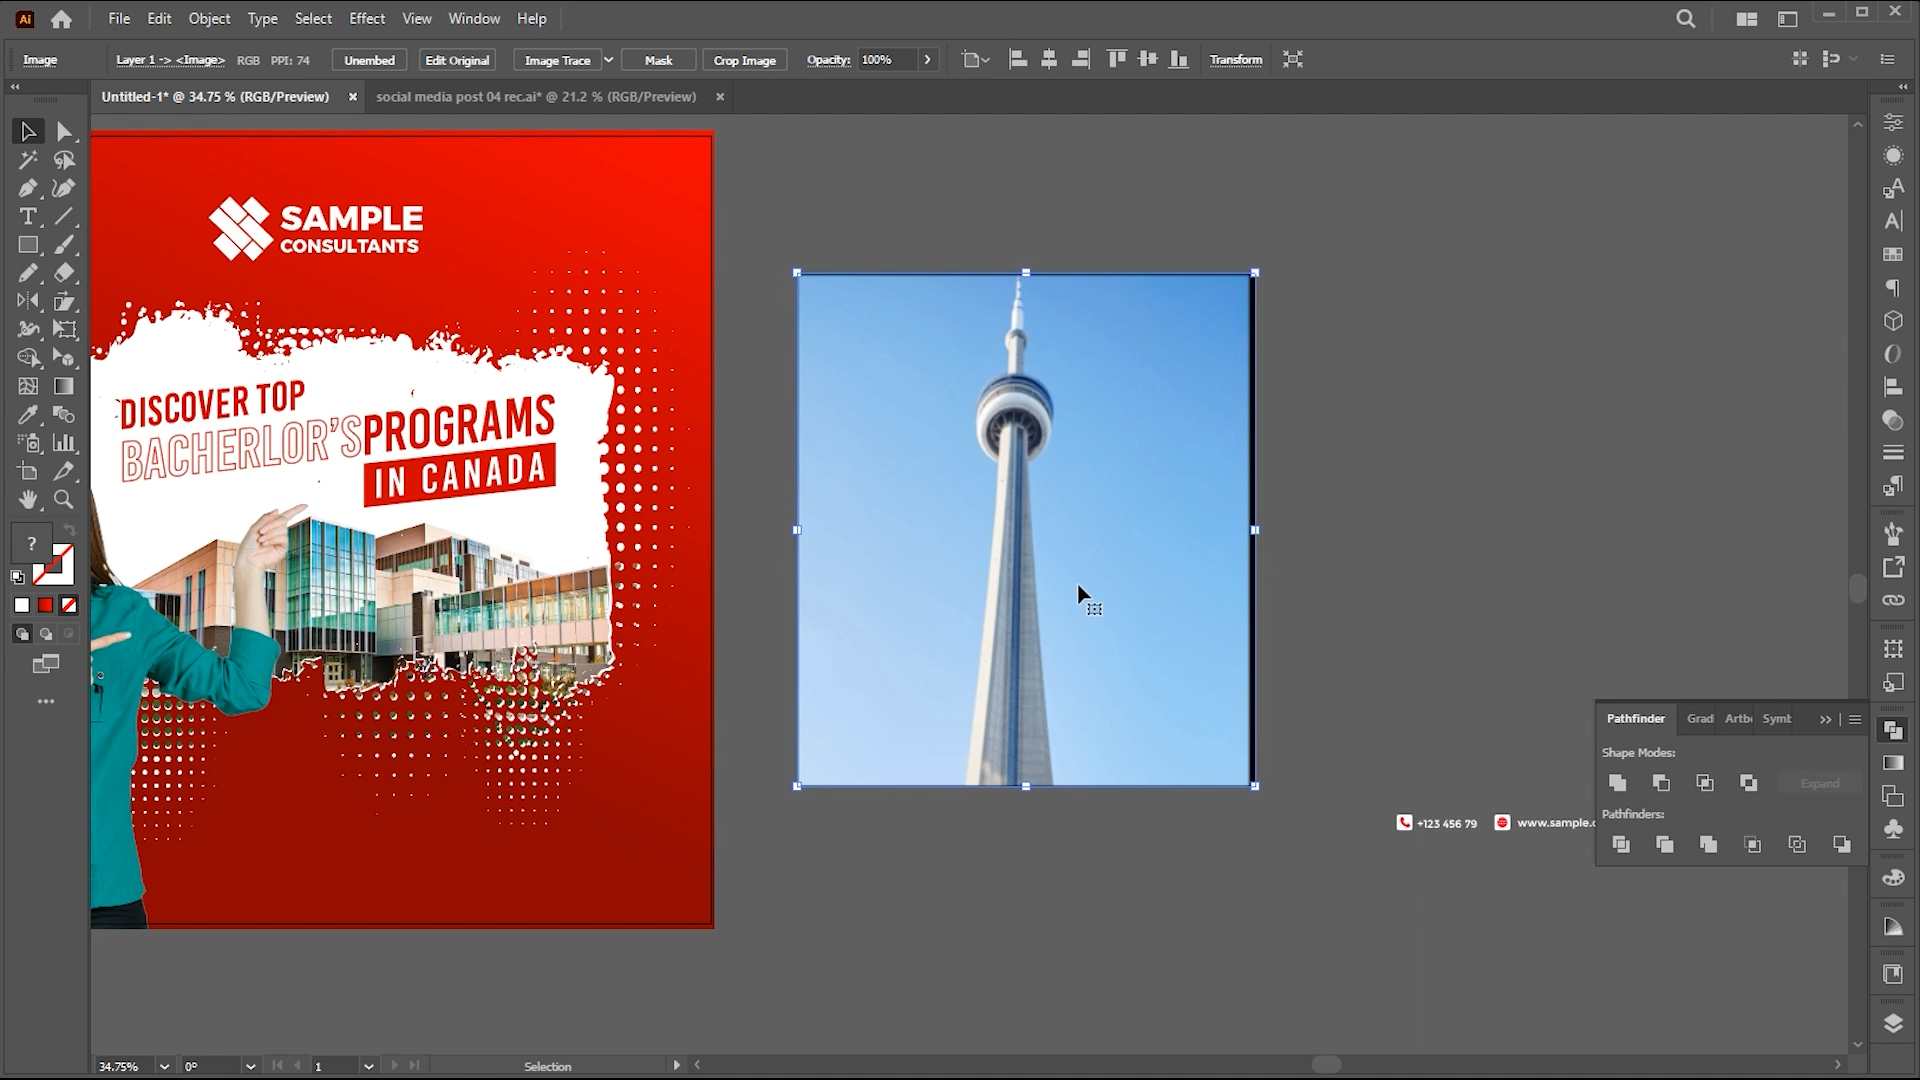 Ai File Edit Object Type Select Effect View Window Help
Image Layer 1 -> <Image> RGB PPI: 74 Unembed Edit Original Image Trace Mask Crop Image Opacity: 100% Transform
Untitled-1* @ 34.75 % (RGB/Preview) × social media post 04 rec.ai* @ 21.2 % (RGB/Preview) ×
SAMPLE
CONSULTANTS
DISCOVER TOP
BACHERLOR'S PROGRAMS
IN CANADA
?
Pathfinder Grad Artb Symb
Shape Modes:
Expand
+123 456 79 www.sample.c
Pathfinders:
34.75% 0° 1 Selection